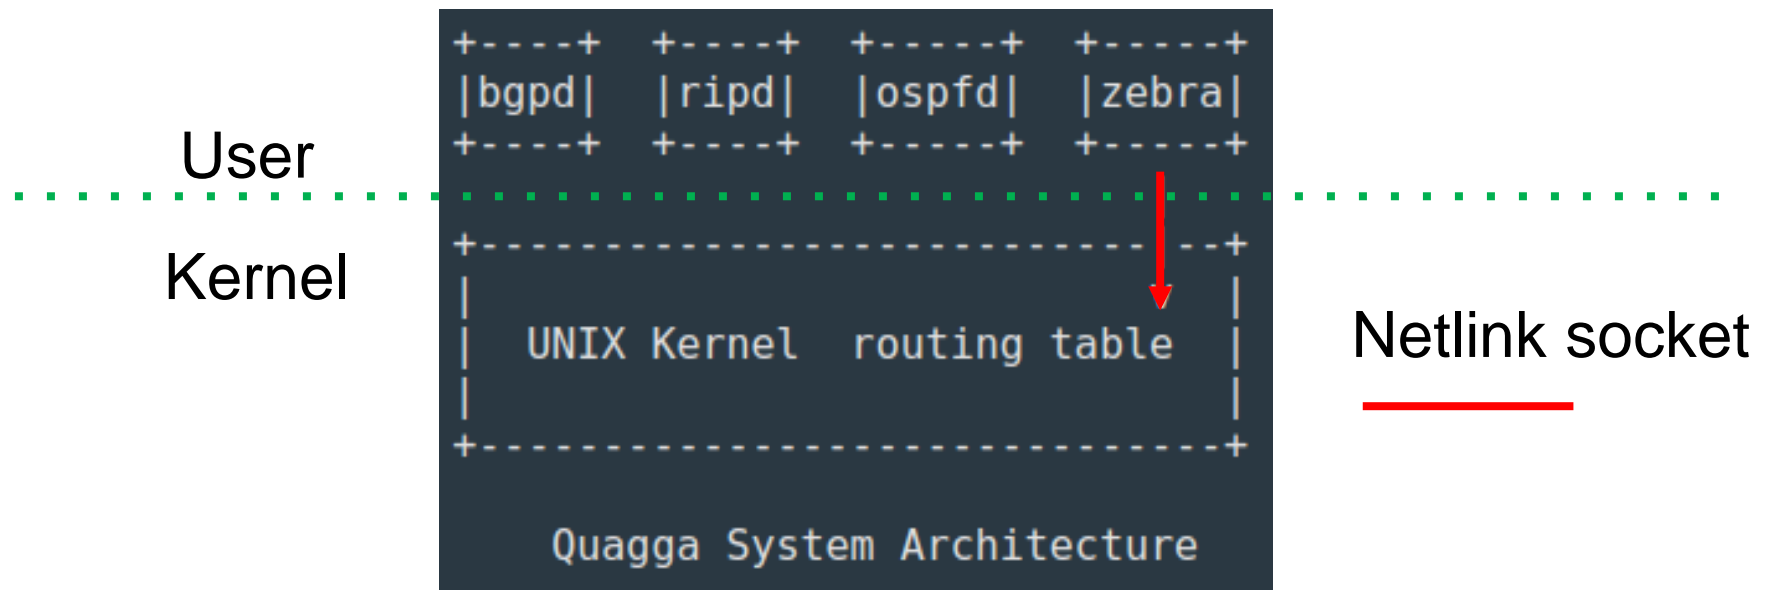 +----+  +----+  +-----+  +-----+
|bgpd|  |ripd|  |ospfd|  |zebra|
+----+  +----+  +-----+  +-----+
User
Kernel
+---------------------------- --+
|                               |
|  UNIX Kernel  routing table   |
|                               |
+-------------------------------+
Netlink socket
Quagga System Architecture